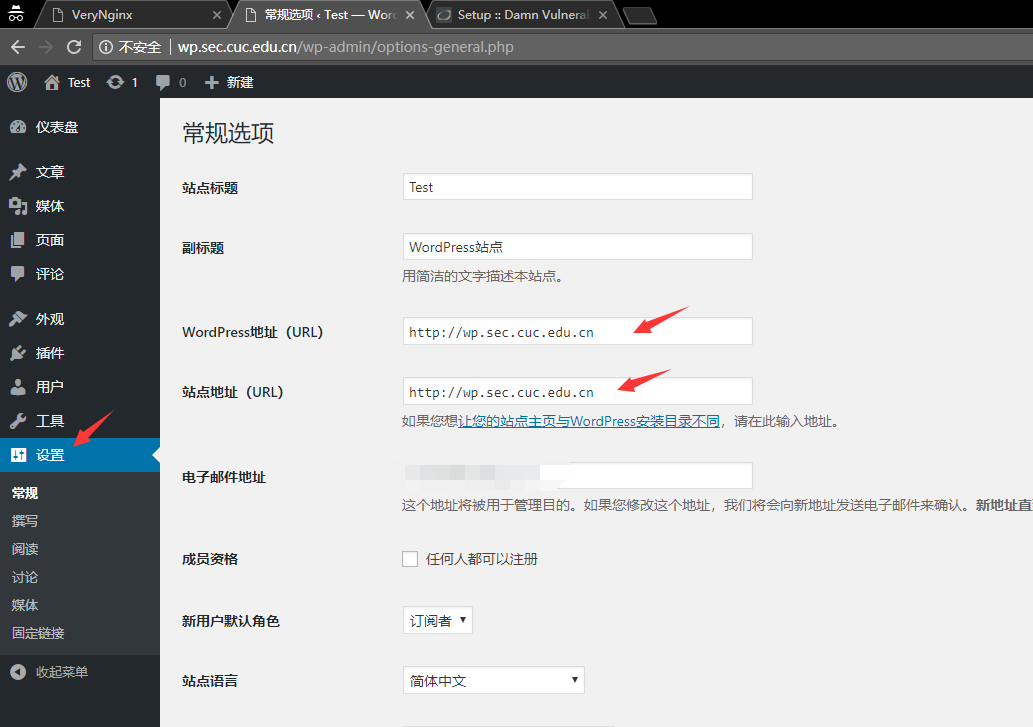 VeryNginx
常规选项 ‹ Test — Wor
Setup :: Damn Vulnera
不安全
wp.sec.cuc.edu.cn/wp-admin/options-general.php
Test
1
0
新建
仪表盘
文章
媒体
页面
评论
外观
插件
用户
工具
设置
常规
撰写
阅读
讨论
媒体
固定链接
收起菜单
常规选项
站点标题
Test
副标题
WordPress站点
用简洁的文字描述本站点。
WordPress地址（URL）
http://wp.sec.cuc.edu.cn
站点地址（URL）
http://wp.sec.cuc.edu.cn
如果您想让您的站点主页与WordPress安装目录不同，请在此输入地址。
电子邮件地址
这个地址将被用于管理目的。如果您修改这个地址，我们将会向新地址发送电子邮件来确认。新地址直
成员资格
任何人都可以注册
新用户默认角色
订阅者
站点语言
简体中文